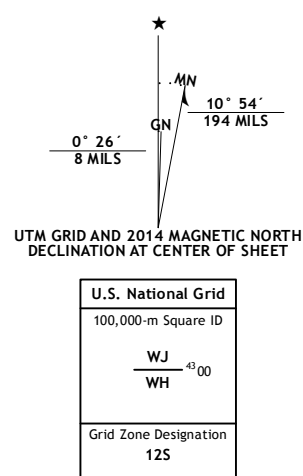 ★
MN
10° 54´
194 MILS
GN
0° 26´
8 MILS
UTM GRID AND 2014 MAGNETIC NORTH
DECLINATION AT CENTER OF SHEET
U.S. National Grid
100,000-m Square ID
WJ
4300
WH
Grid Zone Designation
12S